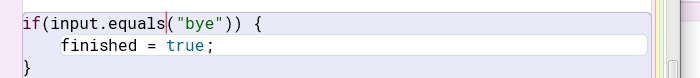 if(input.equals("bye")) {
    finished = true;
}